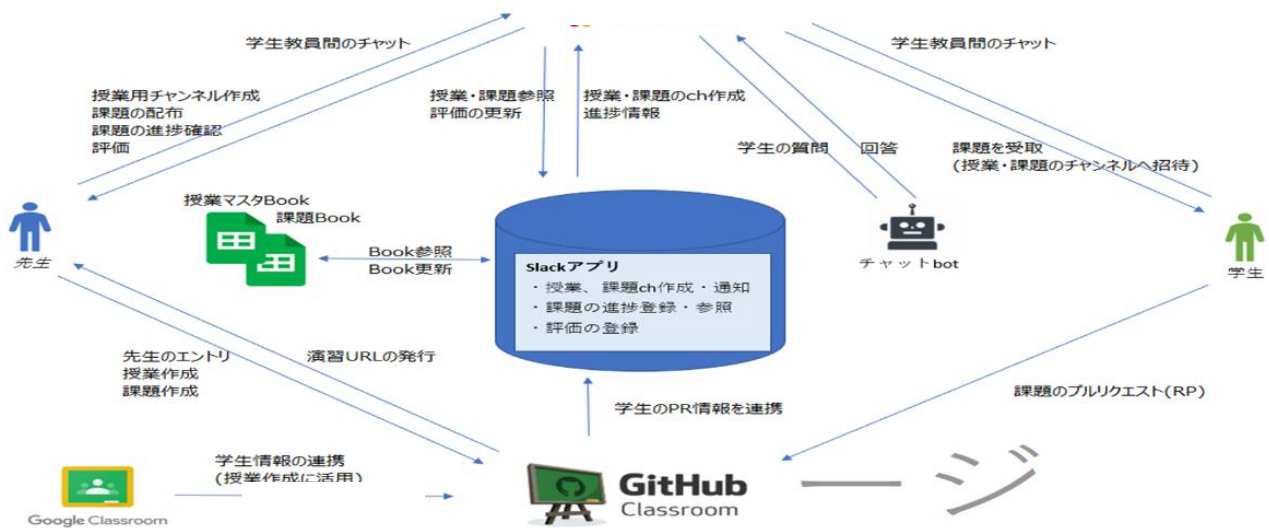 学生教員間のチャット
学生教員間のチャット
授業用チャンネル作成
課題の配布
課題の進捗確認
評価
授業・課題参照
評価の更新
授業・課題のch作成
進捗情報
学生の質問
回答
課題を受取
(授業・課題のチャンネルへ招待)
授業マスタBook
課題Book
先生
Book参照
Book更新
Slackアプリ
・授業、課題ch作成・通知
・課題の進捗登録・参照
・評価の登録
チャットbot
学生
先生のエントリ
授業作成
課題作成
演習URLの発行
学生のPR情報を連携
課題のプルリクエスト(RP)
学生情報の連携
(授業作成に活用)
Google Classroom
GitHub
Classroom
ージ